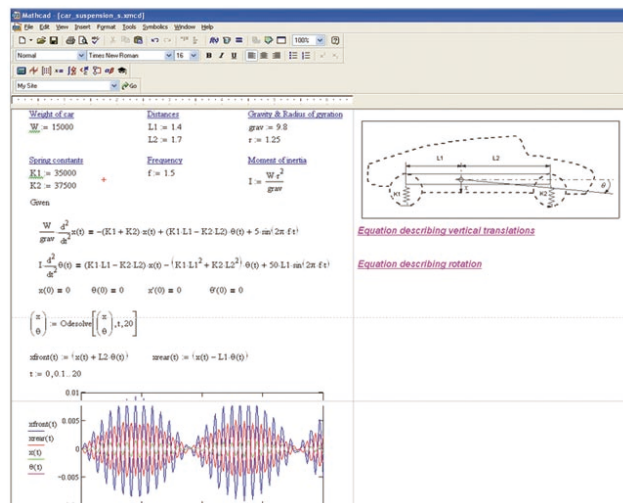 Mathcad - [car_suspension_s.xmcd]
File Edit View Insert Format Tools Symbolics Window Help
100%
Normal Times New Roman 16 B I U
My Site Go
Weight of car Distances Gravity & Radius of gyration
W := 15000 L1 := 1.4 grav := 9.8
L2 := 1.7 r := 1.25
Spring constants Frequency Moment of inertia
K1 := 35000 f := 1.5 I := W·r²/grav
K2 := 37500
Given
W/grav · d²/dt² x(t) = −(K1 + K2)·x(t) + (K1·L1 − K2·L2)·θ(t) + 5·sin(2π·f·t)
Equation describing vertical translations
I · d²/dt² θ(t) = (K1·L1 − K2·L2)·x(t) − (K1·L1² + K2·L2²)·θ(t) + 50·L1·sin(2π·f·t)
Equation describing rotation
x(0) = 0 θ(0) = 0 x'(0) = 0 θ'(0) = 0
(x θ) := Odesolve[(x θ), t, 20]
xfront(t) := (x(t) + L2·θ(t)) xrear(t) := (x(t) − L1·θ(t))
t := 0, 0.1.. 20
L1 L2
K1 x K2 θ
0.01
0.005
xfront(t)
xrear(t)
x(t) 0
θ(t)
−0.005